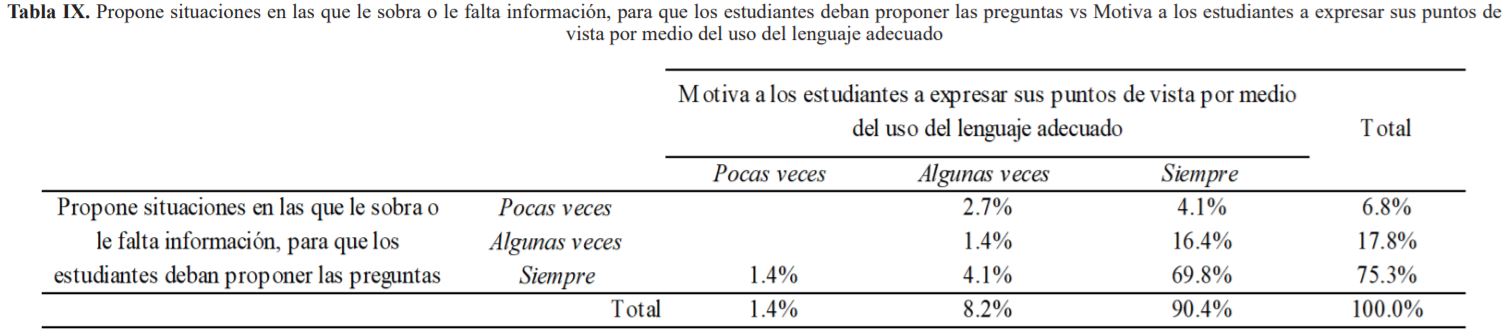 Tabla IX. Propone situaciones en las que le sobra o le falta información, para que los estudiantes deban proponer las preguntas vs Motiva a los estudiantes a expresar sus puntos de
vista por medio del uso del lenguaje adecuado
Motiva a los estudiantes a expresar sus puntos de vista por medio
del uso del lenguaje adecuado Total
Pocas veces Algunas veces Siempre
Propone situaciones en las que le sobra o Pocas veces 2.7% 4.1% 6.8%
le falta información, para que los Algunas veces 1.4% 16.4% 17.8%
estudiantes deban proponer las preguntas Siempre 1.4% 4.1% 69.8% 75.3%
Total 1.4% 8.2% 90.4% 100.0%